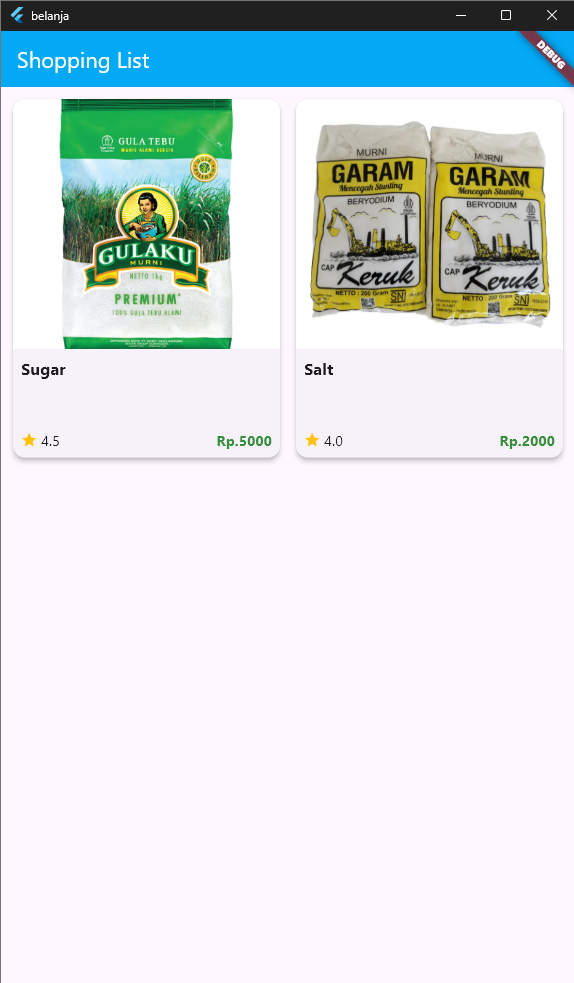 belanja
Shopping List
DEBUG
GULA TEBU
MURNI ALAMI BERSIH
GULAKU
MURNI
NETTO 1kg
PREMIUM
100% GULA TEBU ALAMI
MURNI
GARAM
Mencegah Stunting
BERYODIUM
CAP Keruk
NETTO : 200 Gram
SNI
MURNI
GARAM
Mencegah Stunting
BERYODIUM
CAP Keruk
NETTO : 200 Gram
SNI
Sugar
4.5
Rp.5000
Salt
4.0
Rp.2000